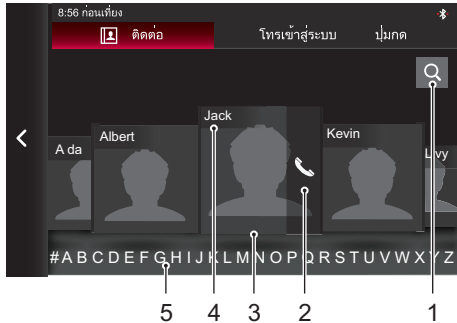 8:56 ก่อนเที่ยง
ติดต่อ โทรเข้าสู่ระบบ ปุ่มกด
Jack
Albert Kevin
A da Livy
#ABCDEFGHIJKLMNOPQRSTUVWXYZ
5 4 3 2 1